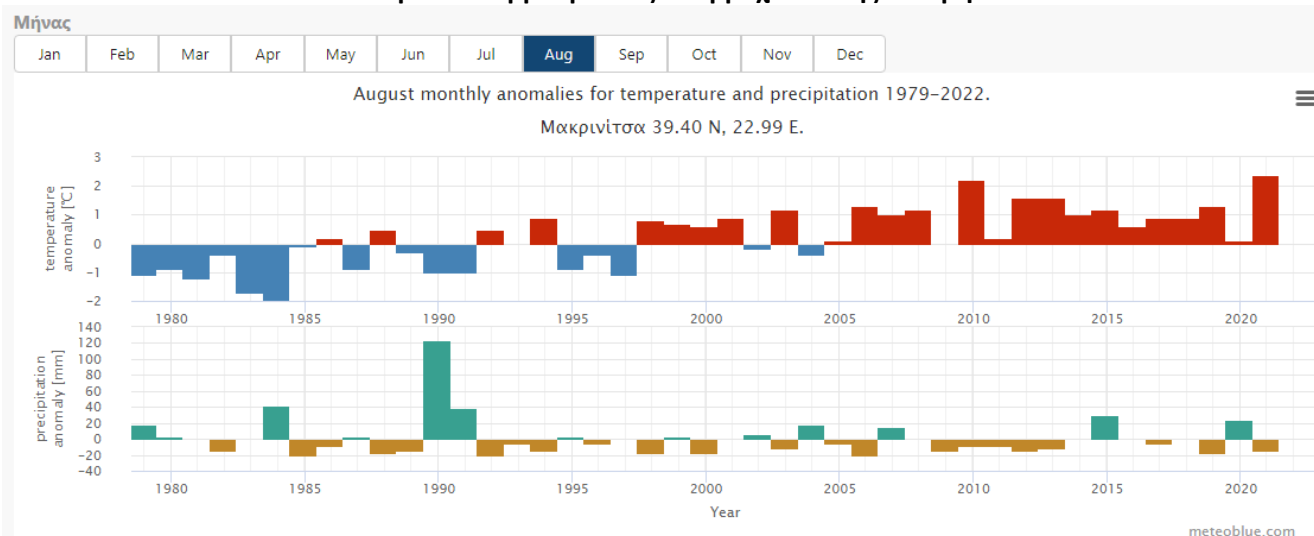 Μήνας
Jan Feb Mar Apr May Jun Jul Aug Sep Oct Nov Dec
August monthly anomalies for temperature and precipitation 1979–2022.
Μακρινίτσα 39.40 N, 22.99 E.
temperature
anomaly [°C]
3
2
1
0
-1
-2
1980 1985 1990 1995 2000 2005 2010 2015 2020
precipitation
anomaly [mm]
140
120
100
80
60
40
20
0
-20
-40
1980 1985 1990 1995 2000 2005 2010 2015 2020
Year
meteoblue.com